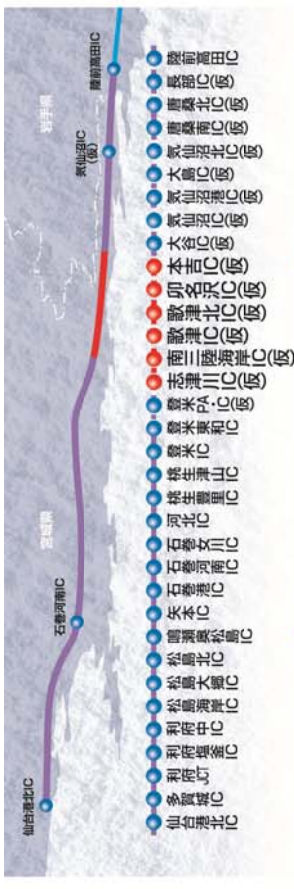 陸前高田IC
岩手県
気仙沼IC
(仮)
宮城県
石巻河南IC
仙台港北IC
陸前高田IC
長部IC(仮)
唐桑北IC(仮)
唐桑南IC(仮)
気仙沼北IC(仮)
大島IC(仮)
気仙沼港IC(仮)
気仙沼IC(仮)
大谷IC(仮)
本吉IC(仮)
卯名沢IC(仮)
歌津北IC(仮)
歌津IC(仮)
南三陸海岸IC(仮)
志津川IC(仮)
登米PA・IC(仮)
登米東和IC
登米IC
桃生津山IC
桃生豊里IC
河北IC
石巻女川IC
石巻河南IC
石巻港IC
矢本IC
鳴瀬奥松島IC
松島北IC
松島大郷IC
松島海岸IC
利府中IC
利府塩釜IC
利府JCT
多賀城IC
仙台港北IC